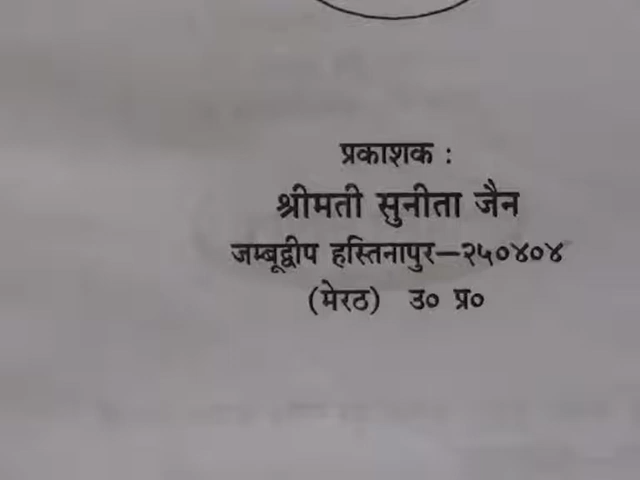 प्रकाशक :
श्रीमती सुनीता जैन
जम्बूद्वीप हस्तिनापुर—२५०४०४
(मेरठ) उ० प्र०